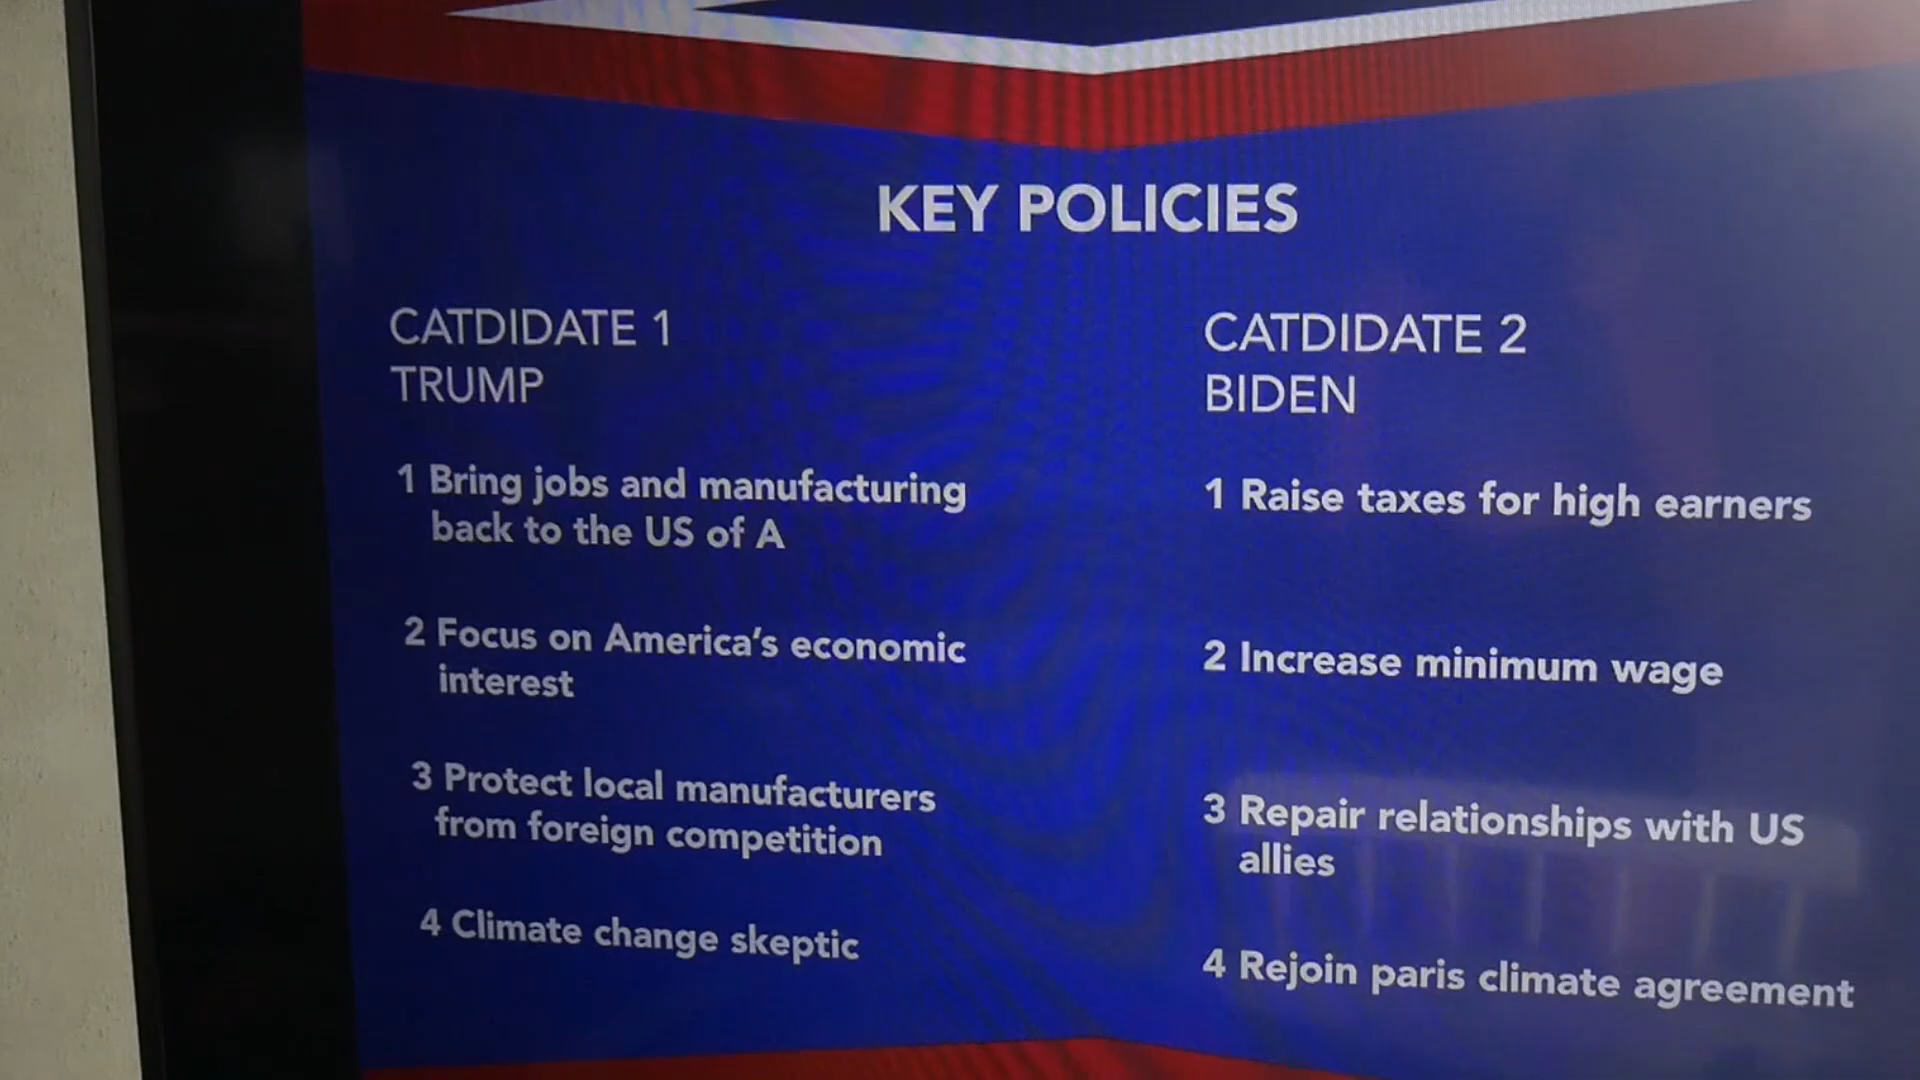 KEY POLICIES
CATDIDATE 1
TRUMP
1 Bring jobs and manufacturing
back to the US of A
2 Focus on America's economic
interest
3 Protect local manufacturers
from foreign competition
4 Climate change skeptic
CATDIDATE 2
BIDEN
1 Raise taxes for high earners
2 Increase minimum wage
3 Repair relationships with US
allies
4 Rejoin paris climate agreement